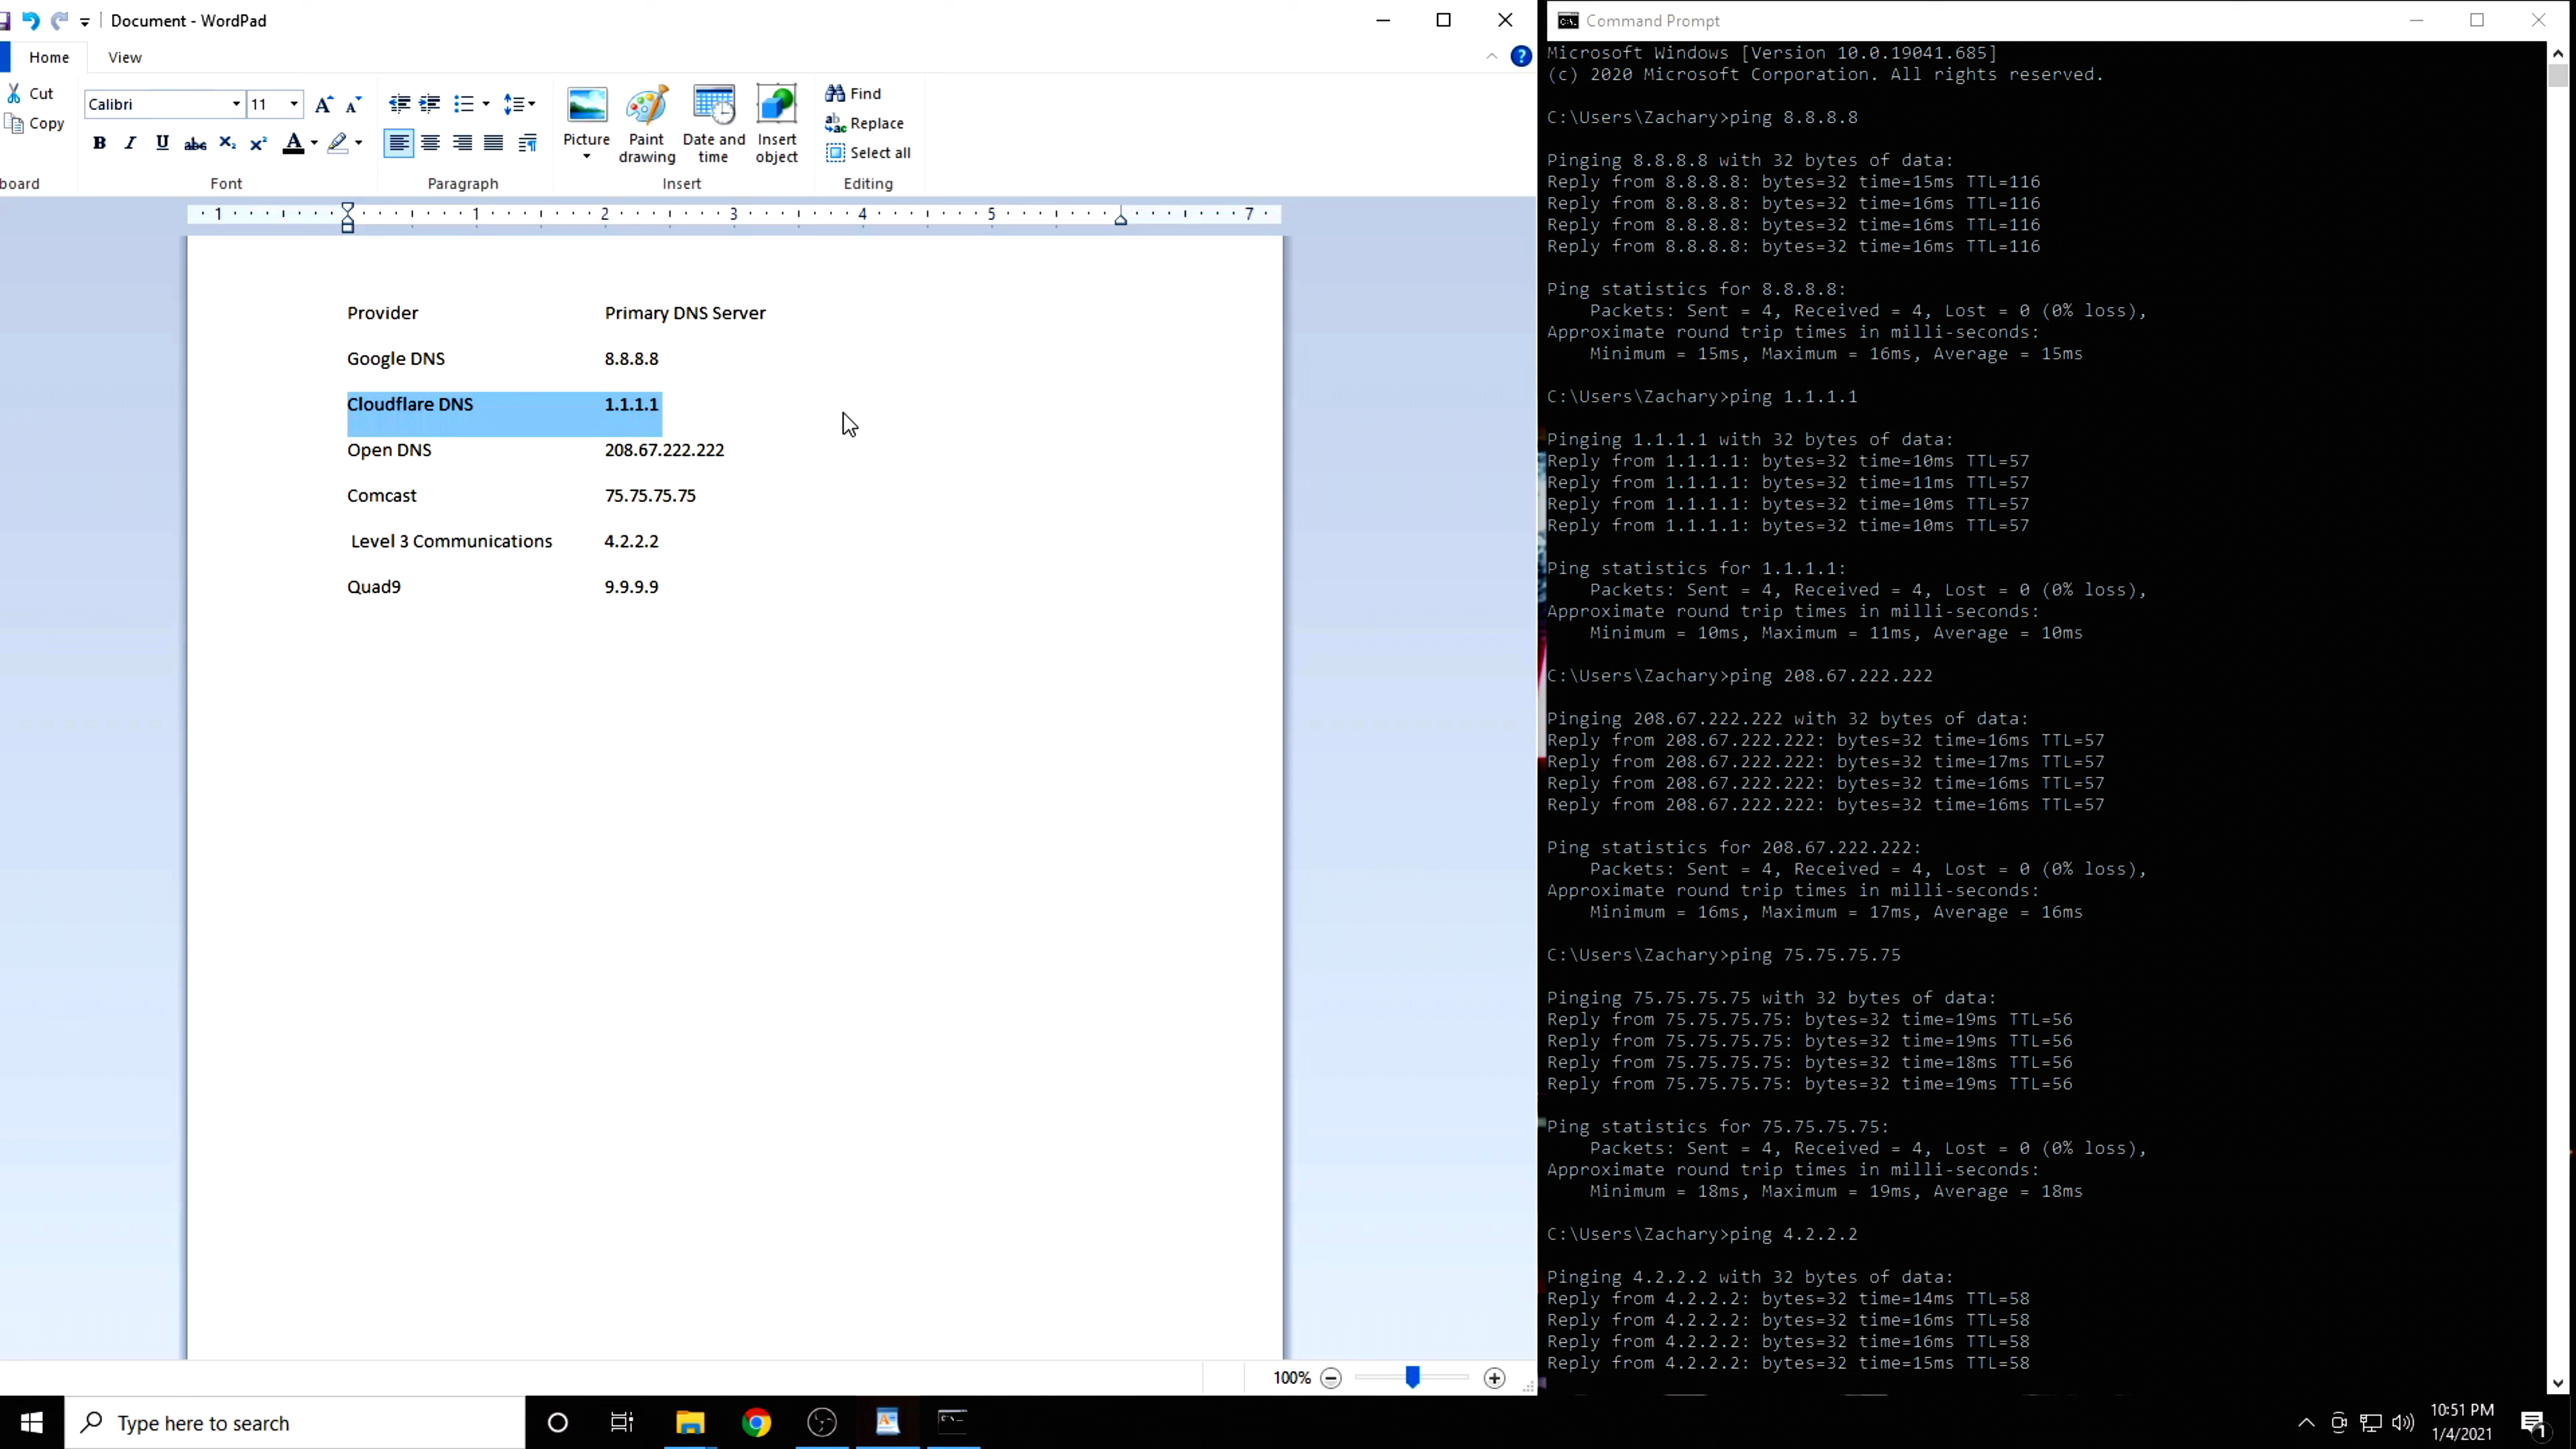 Document - WordPad
Home View
Cut
Copy
board
Calibri 11
B I U abc X₂ X² A
Font
Paragraph
Picture
Paint drawing
Date and time
Insert object
Insert
Find
Replace
Select all
Editing
1 1 2 3 4 5 7
Provider Primary DNS Server
Google DNS 8.8.8.8
Cloudflare DNS 1.1.1.1
Open DNS 208.67.222.222
Comcast 75.75.75.75
Level 3 Communications 4.2.2.2
Quad9 9.9.9.9
100%
Command Prompt
Microsoft Windows [Version 10.0.19041.685]
(c) 2020 Microsoft Corporation. All rights reserved.
C:\Users\Zachary>ping 8.8.8.8
Pinging 8.8.8.8 with 32 bytes of data:
Reply from 8.8.8.8: bytes=32 time=15ms TTL=116
Reply from 8.8.8.8: bytes=32 time=16ms TTL=116
Reply from 8.8.8.8: bytes=32 time=16ms TTL=116
Reply from 8.8.8.8: bytes=32 time=16ms TTL=116
Ping statistics for 8.8.8.8:
Packets: Sent = 4, Received = 4, Lost = 0 (0% loss),
Approximate round trip times in milli-seconds:
Minimum = 15ms, Maximum = 16ms, Average = 15ms
C:\Users\Zachary>ping 1.1.1.1
Pinging 1.1.1.1 with 32 bytes of data:
Reply from 1.1.1.1: bytes=32 time=10ms TTL=57
Reply from 1.1.1.1: bytes=32 time=11ms TTL=57
Reply from 1.1.1.1: bytes=32 time=10ms TTL=57
Reply from 1.1.1.1: bytes=32 time=10ms TTL=57
Ping statistics for 1.1.1.1:
Packets: Sent = 4, Received = 4, Lost = 0 (0% loss),
Approximate round trip times in milli-seconds:
Minimum = 10ms, Maximum = 11ms, Average = 10ms
C:\Users\Zachary>ping 208.67.222.222
Pinging 208.67.222.222 with 32 bytes of data:
Reply from 208.67.222.222: bytes=32 time=16ms TTL=57
Reply from 208.67.222.222: bytes=32 time=17ms TTL=57
Reply from 208.67.222.222: bytes=32 time=16ms TTL=57
Reply from 208.67.222.222: bytes=32 time=16ms TTL=57
Ping statistics for 208.67.222.222:
Packets: Sent = 4, Received = 4, Lost = 0 (0% loss),
Approximate round trip times in milli-seconds:
Minimum = 16ms, Maximum = 17ms, Average = 16ms
C:\Users\Zachary>ping 75.75.75.75
Pinging 75.75.75.75 with 32 bytes of data:
Reply from 75.75.75.75: bytes=32 time=19ms TTL=56
Reply from 75.75.75.75: bytes=32 time=19ms TTL=56
Reply from 75.75.75.75: bytes=32 time=18ms TTL=56
Reply from 75.75.75.75: bytes=32 time=19ms TTL=56
Ping statistics for 75.75.75.75:
Packets: Sent = 4, Received = 4, Lost = 0 (0% loss),
Approximate round trip times in milli-seconds:
Minimum = 18ms, Maximum = 19ms, Average = 18ms
C:\Users\Zachary>ping 4.2.2.2
Pinging 4.2.2.2 with 32 bytes of data:
Reply from 4.2.2.2: bytes=32 time=14ms TTL=58
Reply from 4.2.2.2: bytes=32 time=16ms TTL=58
Reply from 4.2.2.2: bytes=32 time=16ms TTL=58
Reply from 4.2.2.2: bytes=32 time=15ms TTL=58
Type here to search
10:51 PM
1/4/2021
1